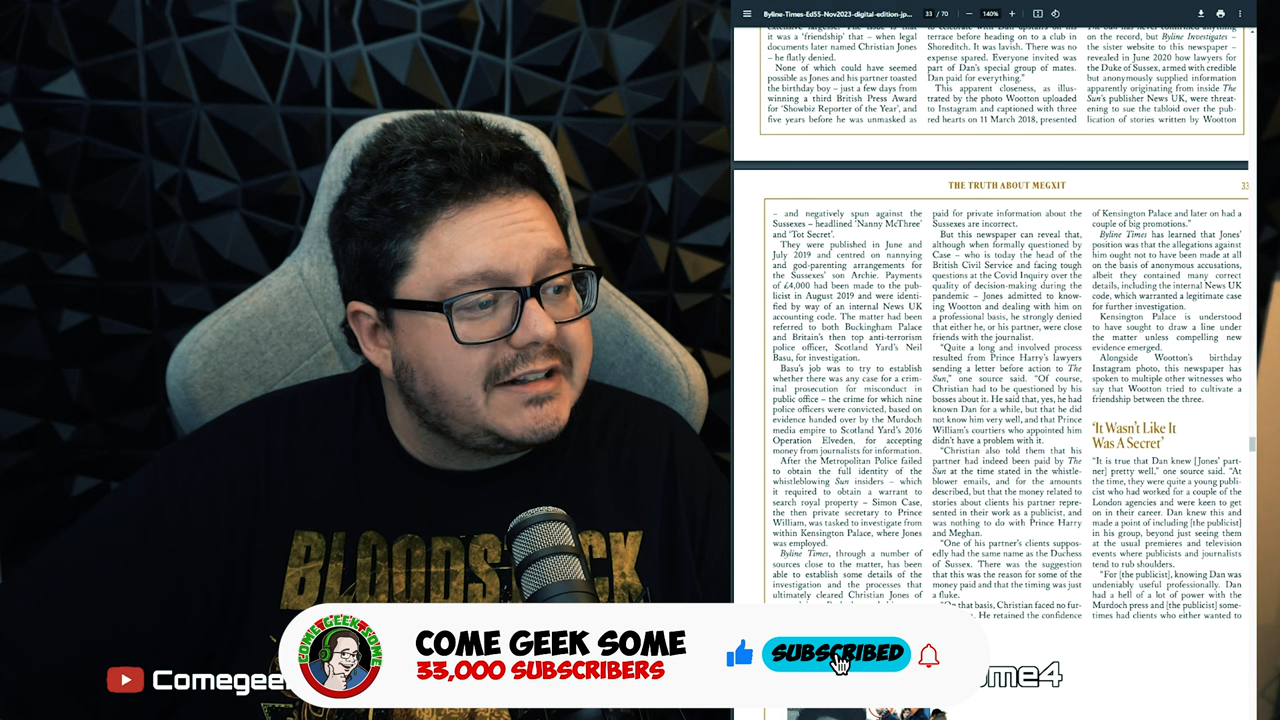 Byline-Times-Ed55-Nov2023-digital-edition-jp...
33 / 70
140%
it was a 'friendship' that – when legal
documents later named Christian Jones
– he flatly denied.
None of which could have seemed
possible as Jones and his partner toasted
the birthday boy – just a few days from
winning a third British Press Award
for 'Showbiz Reporter of the Year', and
five years before he was unmasked as
terrace before heading on to a club in
Shoreditch. It was lavish. There was no
expense spared. Everyone invited was
part of Dan's special group of mates.
Dan paid for everything."
This apparent closeness, as illus-
trated by the photo Wootton uploaded
to Instagram and captioned with three
red hearts on 11 March 2018, presented
on the record, but Byline Investigates –
the sister website to this newspaper –
revealed in June 2020 how lawyers for
the Duke of Sussex, armed with credible
but anonymously supplied information
apparently originating from inside The
Sun's publisher News UK, were threat-
ening to sue the tabloid over the pub-
lication of stories written by Wootton
THE TRUTH ABOUT MEGXIT
33
– and negatively spun against the
Sussexes – headlined 'Nanny McThree'
and 'Tot Secret'.
They were published in June and
July 2019 and centred on nannying
and god-parenting arrangements for
the Sussexes' son Archie. Payments
of £4,000 had been made to the pub-
licist in August 2019 and were identi-
fied by way of an internal News UK
accounting code. The matter had been
referred to both Buckingham Palace
and Britain's then top anti-terrorism
police officer, Scotland Yard's Neil
Basu, for investigation.
Basu's job was to try to establish
whether there was any case for a crim-
inal prosecution for misconduct in
public office – the crime for which nine
police officers were convicted, based on
evidence handed over by the Murdoch
media empire to Scotland Yard's 2016
Operation Elveden, for accepting
money from journalists for information.
After the Metropolitan Police failed
to obtain the full identity of the
whistleblowing Sun insiders – which
it required to obtain a warrant to
search royal property – Simon Case,
the then private secretary to Prince
William, was tasked to investigate from
within Kensington Palace, where Jones
was employed.
Byline Times, through a number of
sources close to the matter, has been
able to establish some details of the
investigation and the processes that
ultimately cleared Christian Jones of
paid for private information about the
Sussexes are incorrect.
But this newspaper can reveal that,
although when formally questioned by
Case – who is today the head of the
British Civil Service and facing tough
questions at the Covid Inquiry over the
quality of decision-making during the
pandemic – Jones admitted to know-
ing Wootton and dealing with him on
a professional basis, he strongly denied
that either he, or his partner, were close
friends with the journalist.
"Quite a long and involved process
resulted from Prince Harry's lawyers
sending a letter before action to The
Sun," one source said. "Of course,
Christian had to be questioned by his
bosses about it. He said that, yes, he had
known Dan for a while, but that he did
not know him very well, and that Prince
William's courtiers who appointed him
didn't have a problem with it.
"Christian also told them that his
partner had indeed been paid by The
Sun at the time stated in the whistle-
blower emails, and for the amounts
described, but that the money related to
stories about clients his partner repre-
sented in their work as a publicist, and
was nothing to do with Prince Harry
and Meghan.
"One of his partner's clients suppos-
edly had the same name as the Duchess
of Sussex. There was the suggestion
that this was the reason for some of the
money paid and that the timing was just
a fluke.
"On that basis, Christian faced no fur-
He retained the confidence
of Kensington Palace and later on had a
couple of big promotions."
Byline Times has learned that Jones'
position was that the allegations against
him ought not to have been made at all
on the basis of anonymous accusations,
albeit they contained many correct
details, including the internal News UK
code, which warranted a legitimate case
for further investigation.
Kensington Palace is understood
to have sought to draw a line under
the matter unless compelling new
evidence emerged.
Alongside Wootton's birthday
Instagram photo, this newspaper has
spoken to multiple other witnesses who
say that Wootton tried to cultivate a
friendship between the three.
'It Wasn't Like It
Was A Secret'
"It is true that Dan knew [Jones' part-
ner] pretty well," one source said. "At
the time, they were quite a young publi-
cist who had worked for a couple of the
London agencies and were keen to get
on in their career. Dan knew this and
made a point of including [the publicist]
in his group, beyond just seeing them
at the usual premieres and television
events where publicists and journalists
tend to rub shoulders.
"For [the publicist], knowing Dan was
undeniably useful professionally. Dan
had a hell of a lot of power with the
Murdoch press and [the publicist] some-
times had clients who either wanted to
COME GEEK SOME
COME GEEK SOME
33,000 SUBSCRIBERS
SUBSCRIBED
Comegee
me4